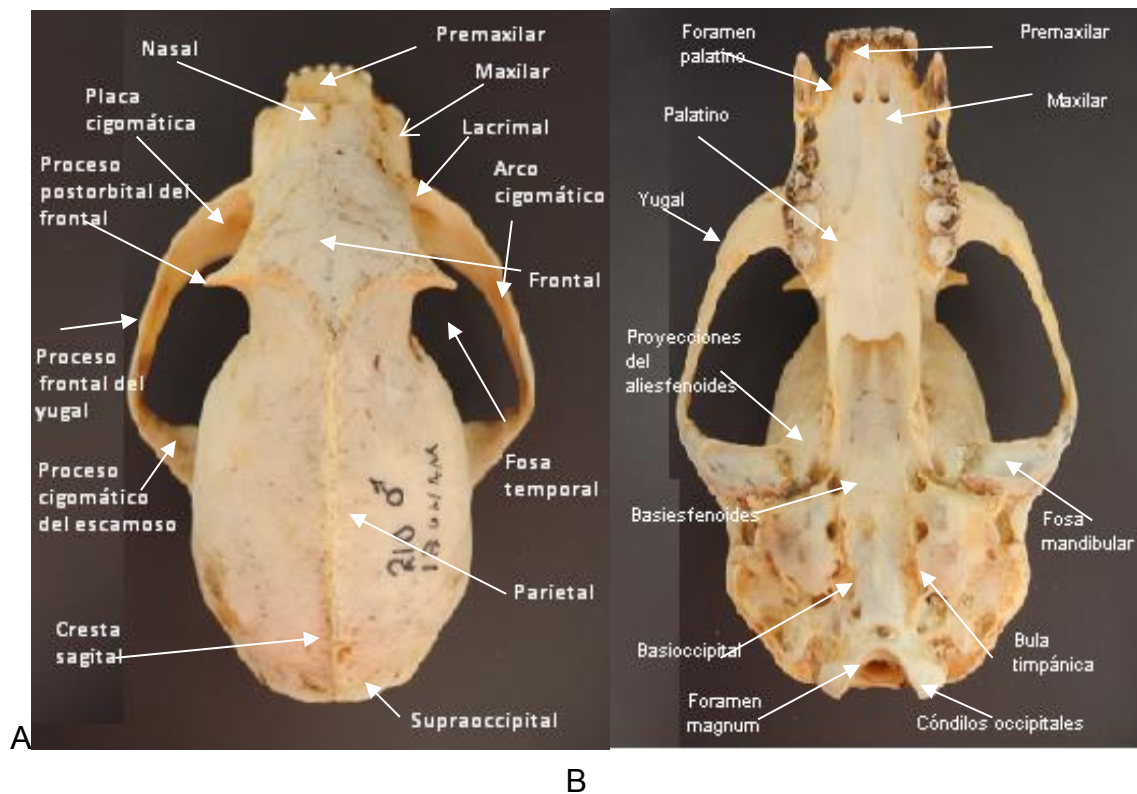 Nasal
Premaxilar
Maxilar
Placa
cigomática
Lacrimal
Proceso
postorbital del
frontal
Arco
cigomático
Frontal
Proceso
frontal del
yugal
Proceso
cigomático
del escamoso
Fosa
temporal
210 ♂
Parietal
Cresta
sagital
Supraoccipital
A
Foramen
palatino
Premaxilar
Maxilar
Palatino
Yugal
Proyecciones
del
aliesfenoides
Basiesfenoides
Fosa
mandibular
Basioccipital
Bula
timpánica
Foramen
magnum
Cóndilos occipitales
B